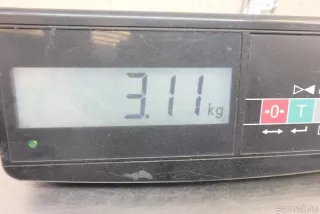 3.11 kg
→0← T